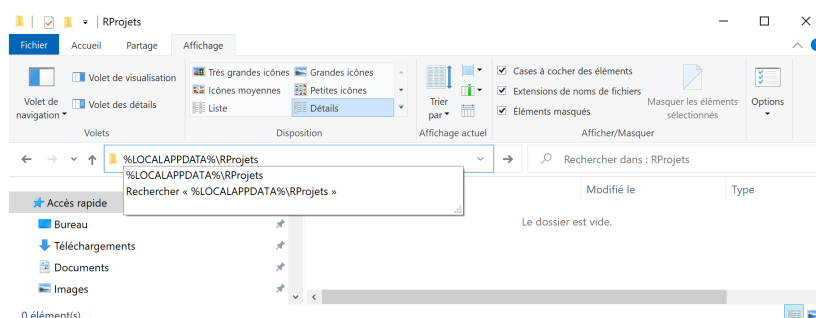 RProjets
Fichier Accueil Partage Affichage
Volet de navigation
Volet de visualisation
Volet des détails
Volets
Très grandes icônes
Grandes icônes
Icônes moyennes
Petites icônes
Liste
Détails
Disposition
Trier par
Affichage actuel
Cases à cocher des éléments
Extensions de noms de fichiers
Éléments masqués
Masquer les éléments sélectionnés
Afficher/Masquer
Options
%LOCALAPPDATA%\RProjets
Rechercher dans : RProjets
%LOCALAPPDATA%\RProjets
Rechercher « %LOCALAPPDATA%\RProjets »
Modifié le Type
Accès rapide
Le dossier est vide.
Bureau
Téléchargements
Documents
Images
0 élément(s)